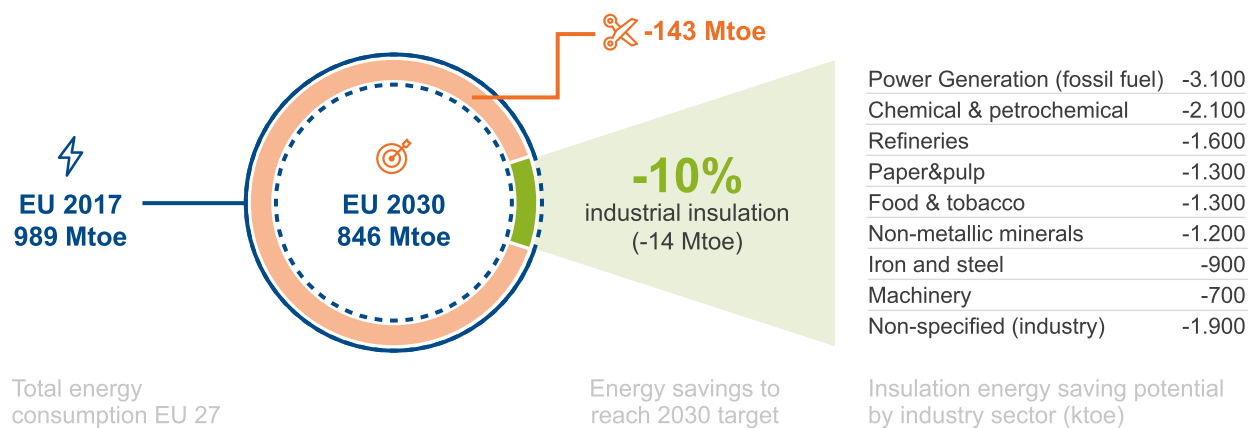 -143 Mtoe
EU 2017
989 Mtoe
EU 2030
846 Mtoe
-10%
industrial insulation
(-14 Mtoe)
Power Generation (fossil fuel) -3.100
Chemical & petrochemical -2.100
Refineries -1.600
Paper&pulp -1.300
Food & tobacco -1.300
Non-metallic minerals -1.200
Iron and steel -900
Machinery -700
Non-specified (industry) -1.900
Total energy
consumption EU 27
Energy savings to
reach 2030 target
Insulation energy saving potential
by industry sector (ktoe)